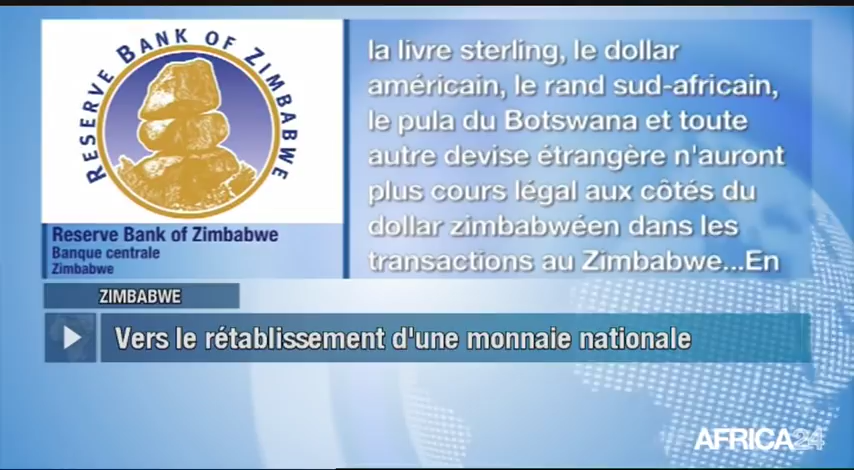 RESERVE BANK OF ZIMBABWE
la livre sterling, le dollar
américain, le rand sud-africain,
le pula du Botswana et toute
autre devise étrangère n'auront
plus cours légal aux côtés du
dollar zimbabwéen dans les
transactions au Zimbabwe...En
Reserve Bank of Zimbabwe
Banque centrale
Zimbabwe
ZIMBABWE
Vers le rétablissement d'une monnaie nationale
AFRICA24